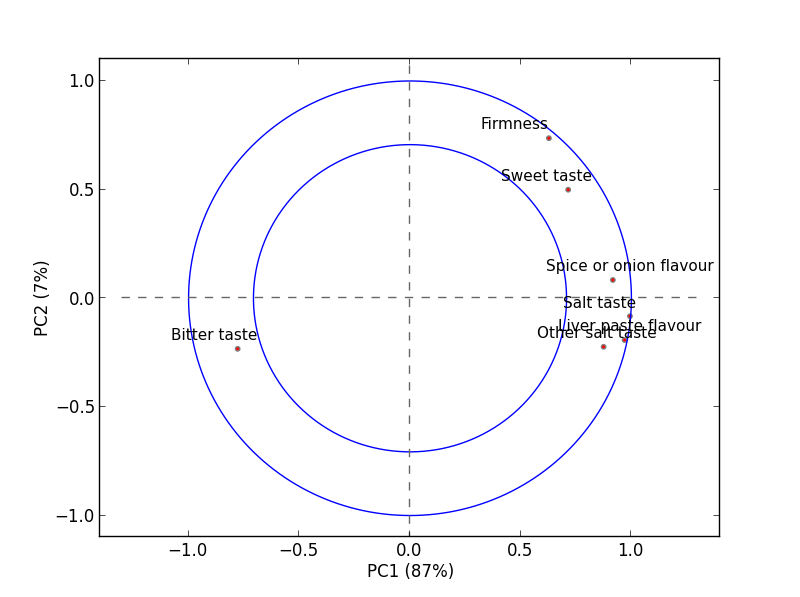 1.0
Firmness
Sweet taste
0.5
Spice or onion flavour
0.0
Salt taste
Liver paste flavour
Other salt taste
Bitter taste
PC2 (7%)
−0.5
−1.0
−1.0 −0.5 0.0 0.5 1.0
PC1 (87%)